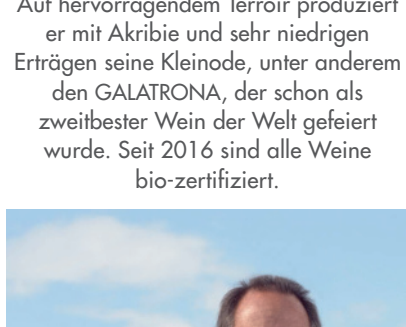 Auf hervorragendem Terroir produziert
er mit Akribie und sehr niedrigen
Erträgen seine Kleinode, unter anderem
den GALATRONA, der schon als
zweitbester Wein der Welt gefeiert
wurde. Seit 2016 sind alle Weine
bio-zertifiziert.